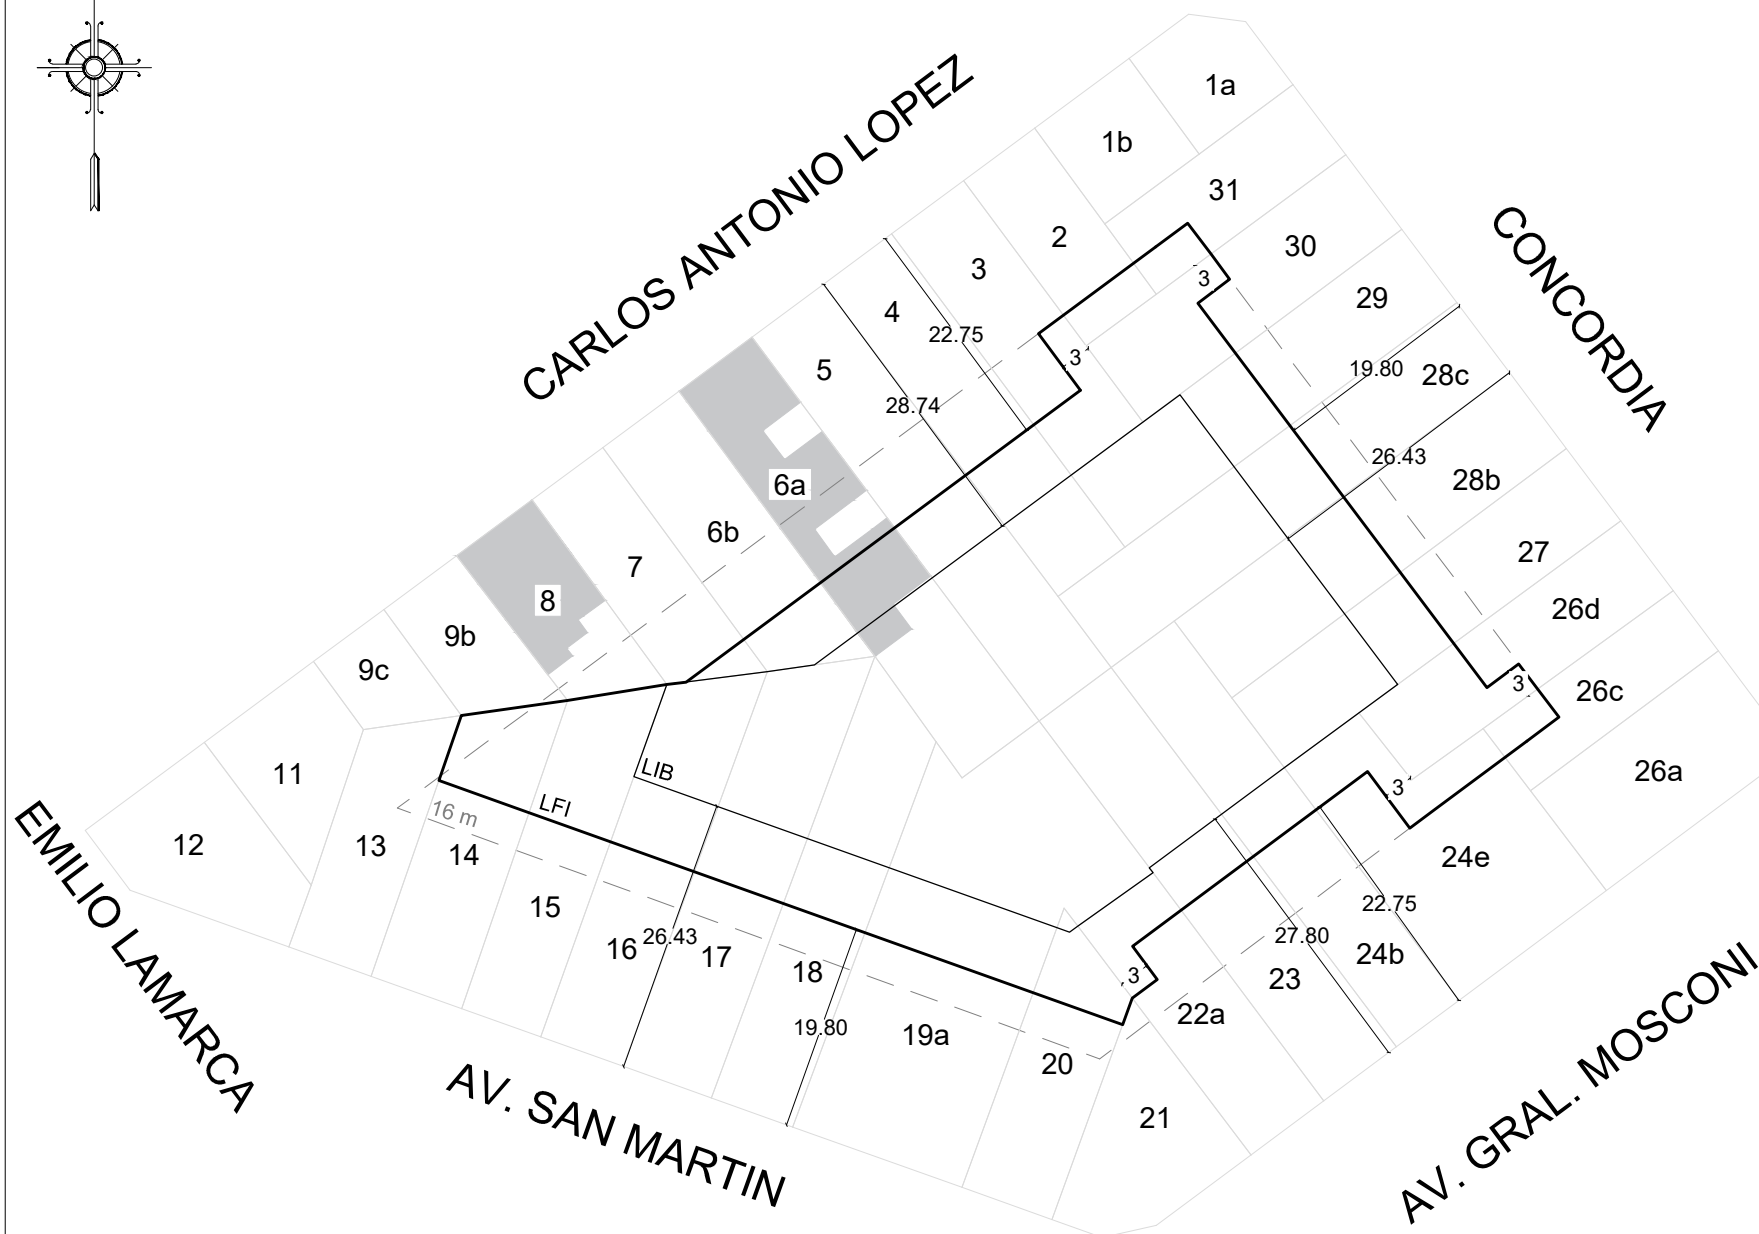 1a
1b
CARLOS ANTONIO LOPEZ
31
2
30
3
3
CONCORDIA
29
4
22.75
3
5
19.80
28c
28.74
26.43
28b
6a
6b
27
7
8
26d
9b
9c
3
26c
LIB
26a
11
3
LFI
16 m
EMILIO LAMARCA
12
13
14
24e
15
22.75
16
26.43
17
27.80
24b
18
3
23
22a
19.80
19a
20
AV. SAN MARTIN
21
AV. GRAL. MOSCONI